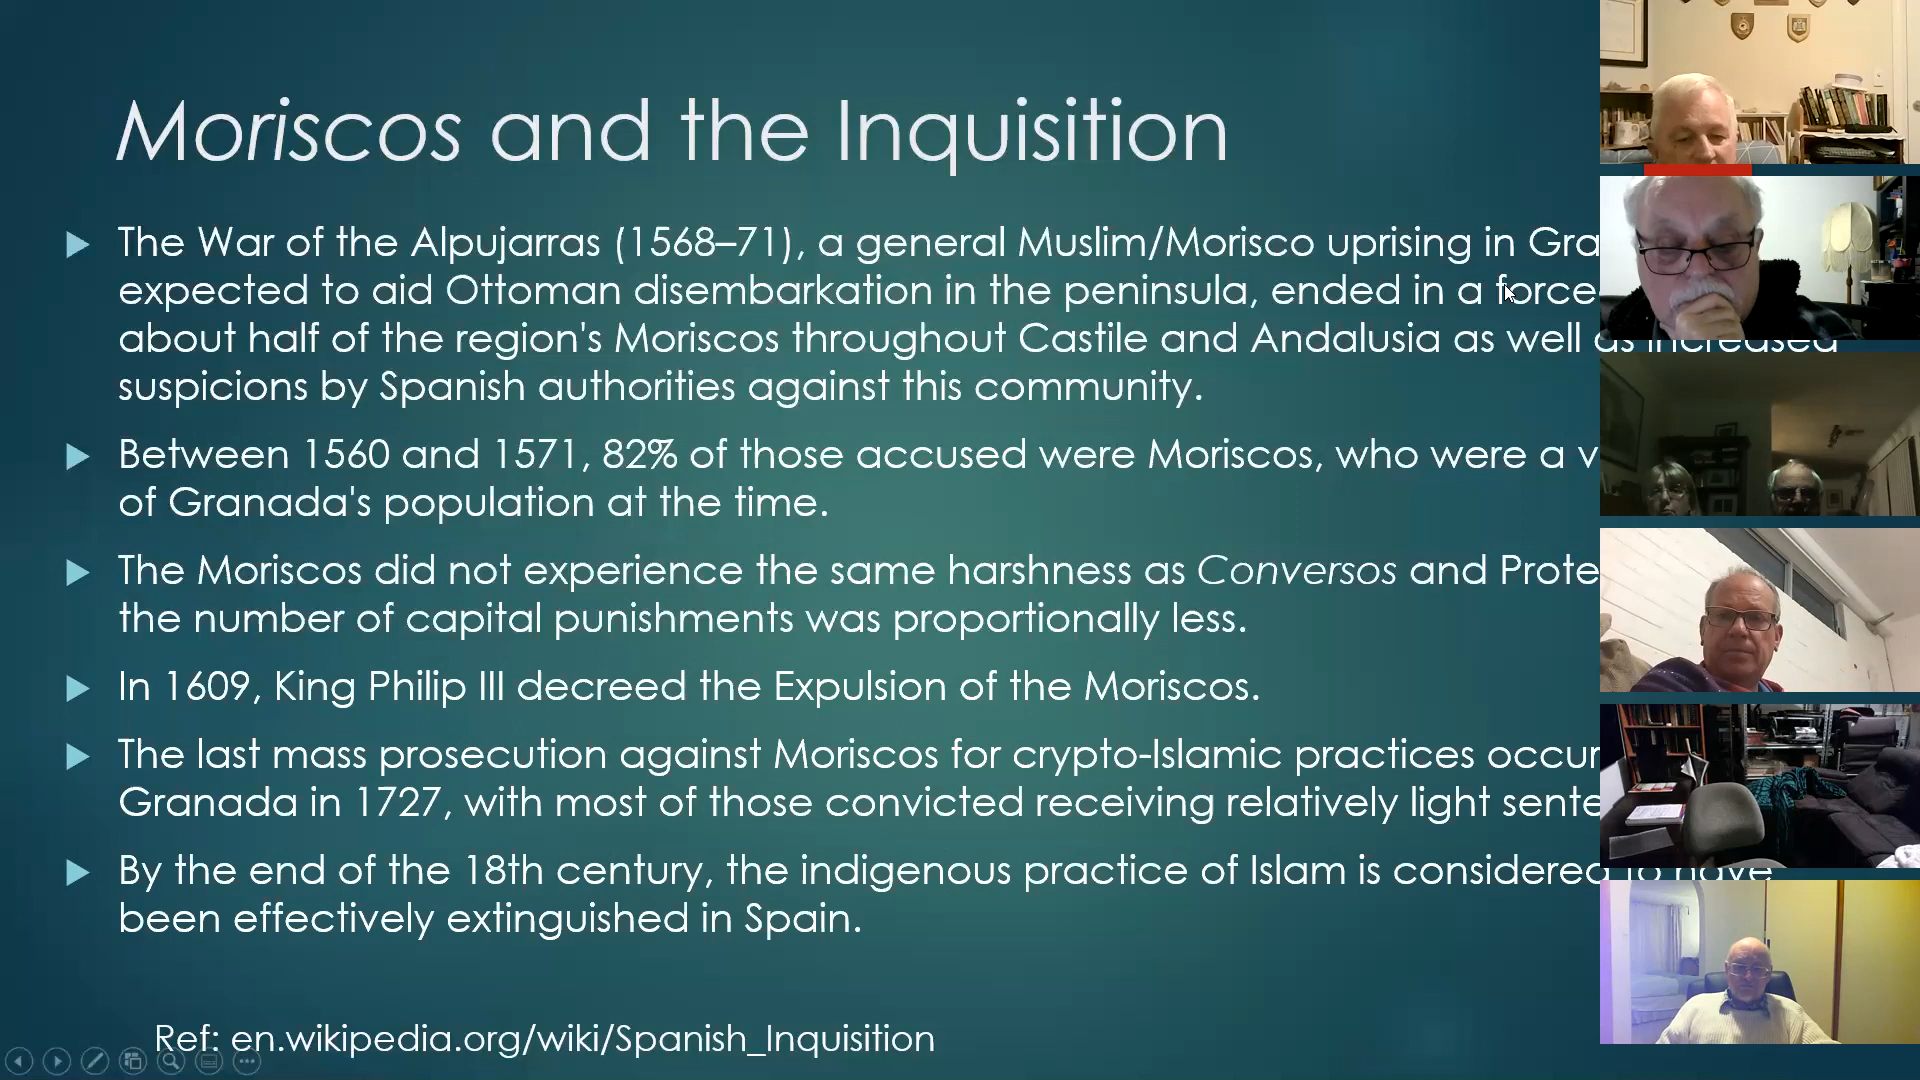 Moriscos and the Inquisition
The War of the Alpujarras (1568–71), a general Muslim/Morisco uprising in
expected to aid Ottoman disembarkation in the peninsula, ended in a
about half of the region's Moriscos throughout Castile and Andalusia as well as increased
suspicions by Spanish authorities against this community.
Between 1560 and 1571, 82% of those accused were Moriscos, who were a
of Granada's population at the time.
The Moriscos did not experience the same harshness as Conversos and
the number of capital punishments was proportionally less.
In 1609, King Philip III decreed the Expulsion of the Moriscos.
The last mass prosecution against Moriscos for crypto-Islamic practices
Granada in 1727, with most of those convicted receiving relatively light
By the end of the 18th century, the indigenous practice of Islam is considered to have
been effectively extinguished in Spain.
Ref: en.wikipedia.org/wiki/Spanish_Inquisition